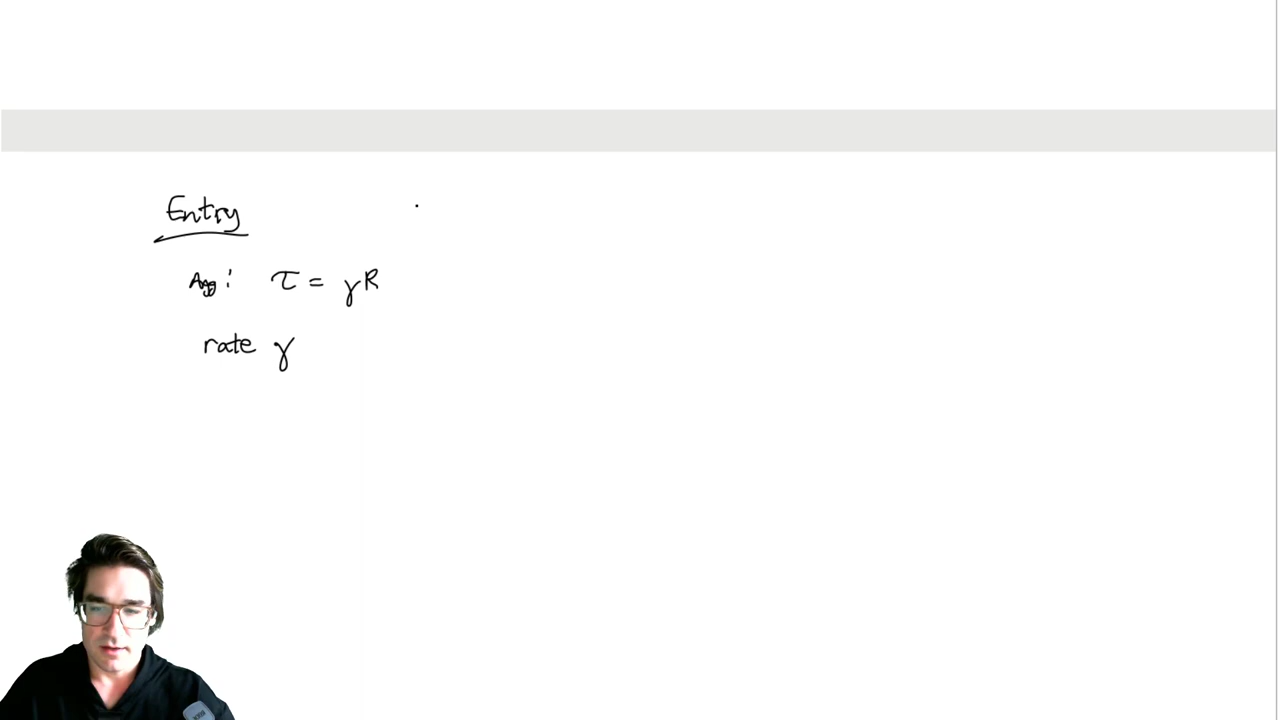 Entry
Agg: τ = γR
rate γ